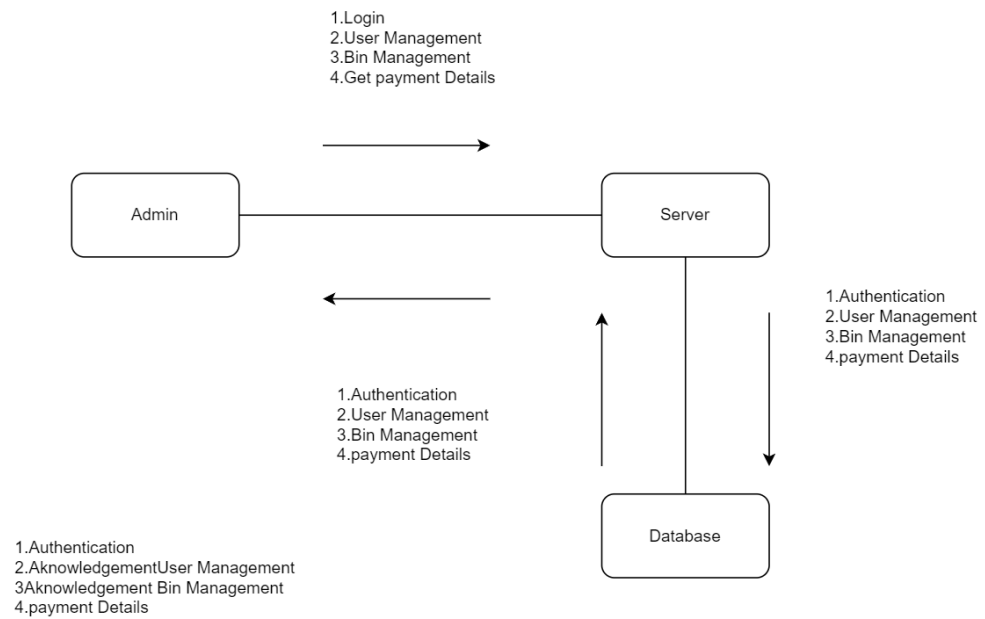 1.Login
2.User Management
3.Bin Management
4.Get payment Details
Admin
Server
1.Authentication
2.User Management
3.Bin Management
4.payment Details
1.Authentication
2.User Management
3.Bin Management
4.payment Details
Database
1.Authentication
2.AknowledgementUser Management
3Aknowledgement Bin Management
4.payment Details